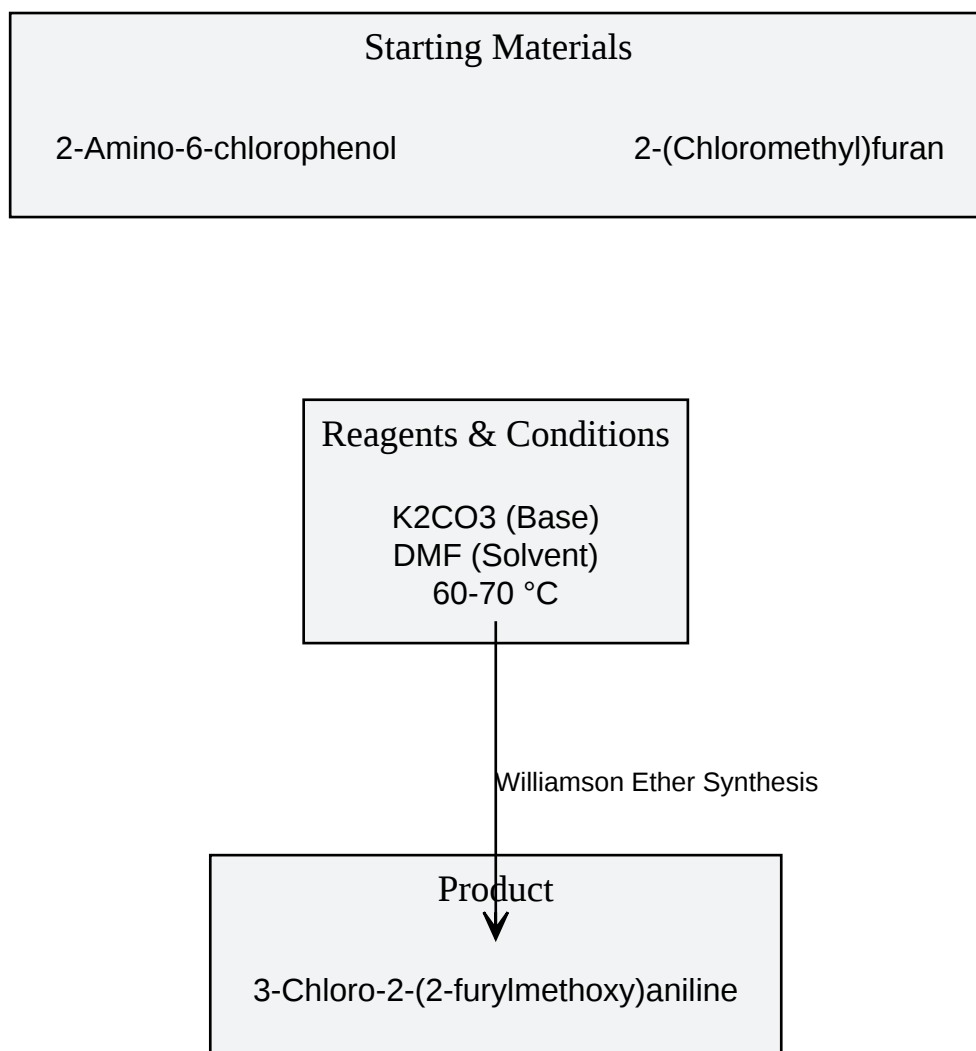 Starting Materials
2-Amino-6-chlorophenol
2-(Chloromethyl)furan
Reagents & Conditions
K2CO3 (Base)
DMF (Solvent)
60-70 °C
Williamson Ether Synthesis
Product
3-Chloro-2-(2-furylmethoxy)aniline